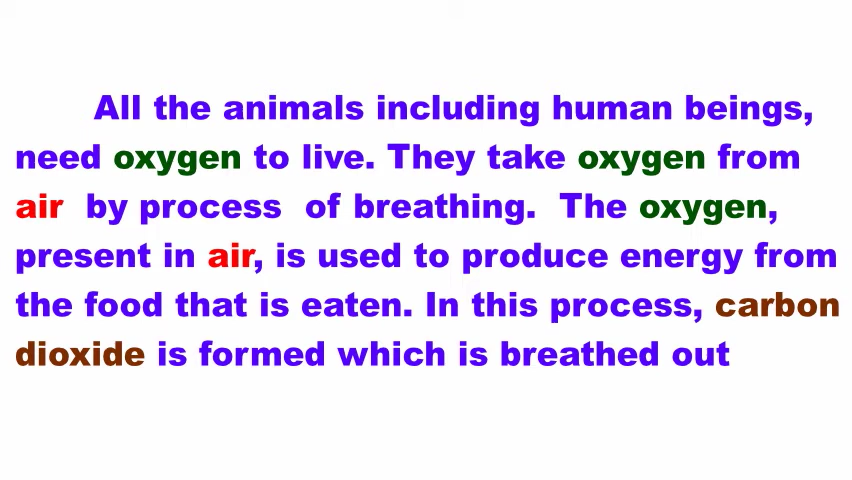 All the animals including human beings,
need oxygen to live. They take oxygen from
air by process of breathing. The oxygen,
present in air, is used to produce energy from
the food that is eaten. In this process, carbon
dioxide is formed which is breathed out